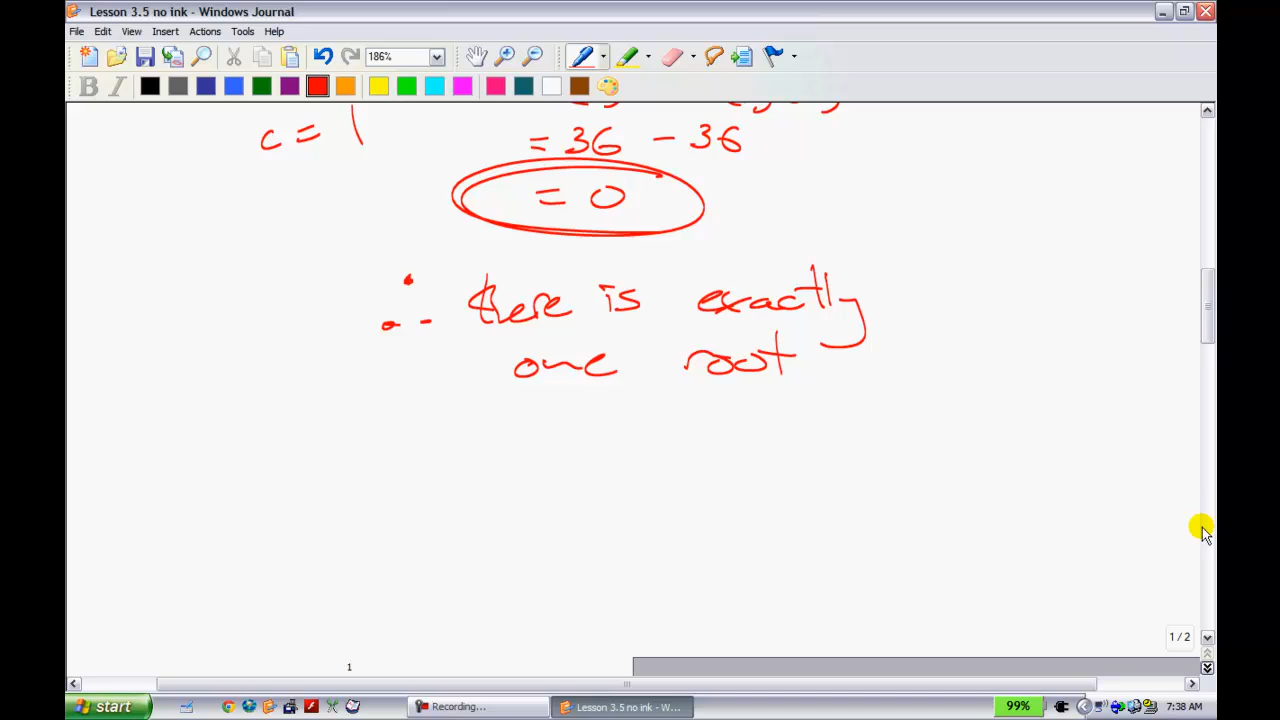 Lesson 3.5 no ink - Windows Journal
File Edit View Insert Actions Tools Help
186%
B I
c = 1
= 36 - 36
= 0
∴ there is exactly
one root
1 / 2
1
start
Recording...
Lesson 3.5 no ink - W...
99%
7:38 AM